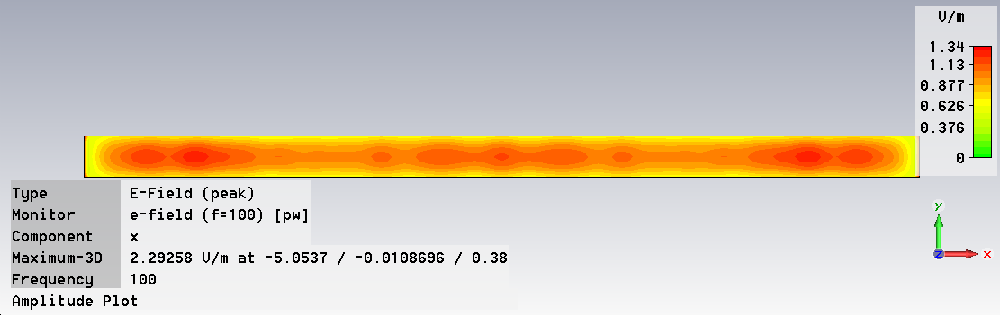 V/m
1.34
1.13
0.877
0.626
0.376
0
Type E-Field (peak)
Monitor e-field (f=100) [pw]
Component x
Maximum-3D 2.29258 V/m at -5.0537 / -0.0108696 / 0.38
Frequency 100
Amplitude Plot
y
z x